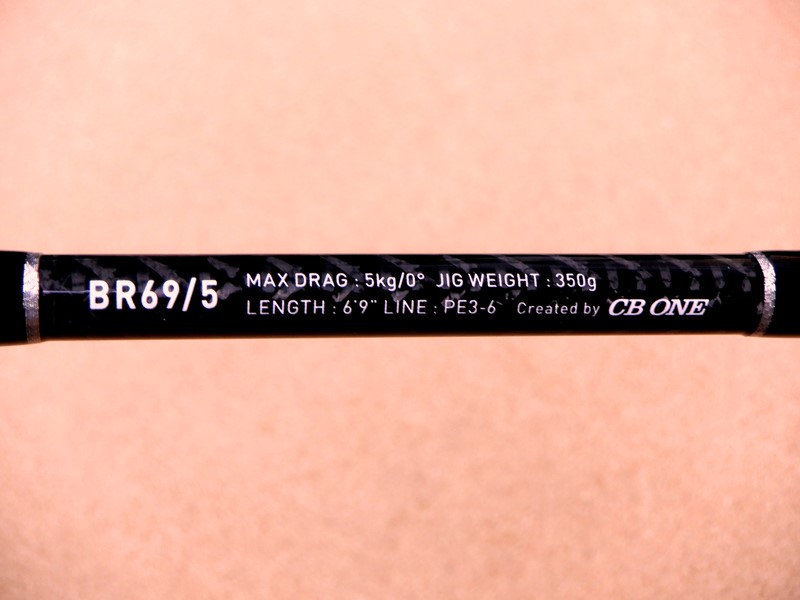 BR69/5
MAX DRAG : 5kg/0° JIG WEIGHT : 350g
LENGTH : 6'9" LINE : PE3-6 Created by CB ONE